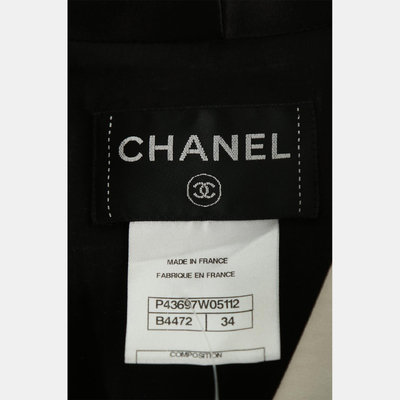 CHANEL
MADE IN FRANCE
FABRIQUE EN FRANCE
P43697W05112
B4472 34
COMPOSITION